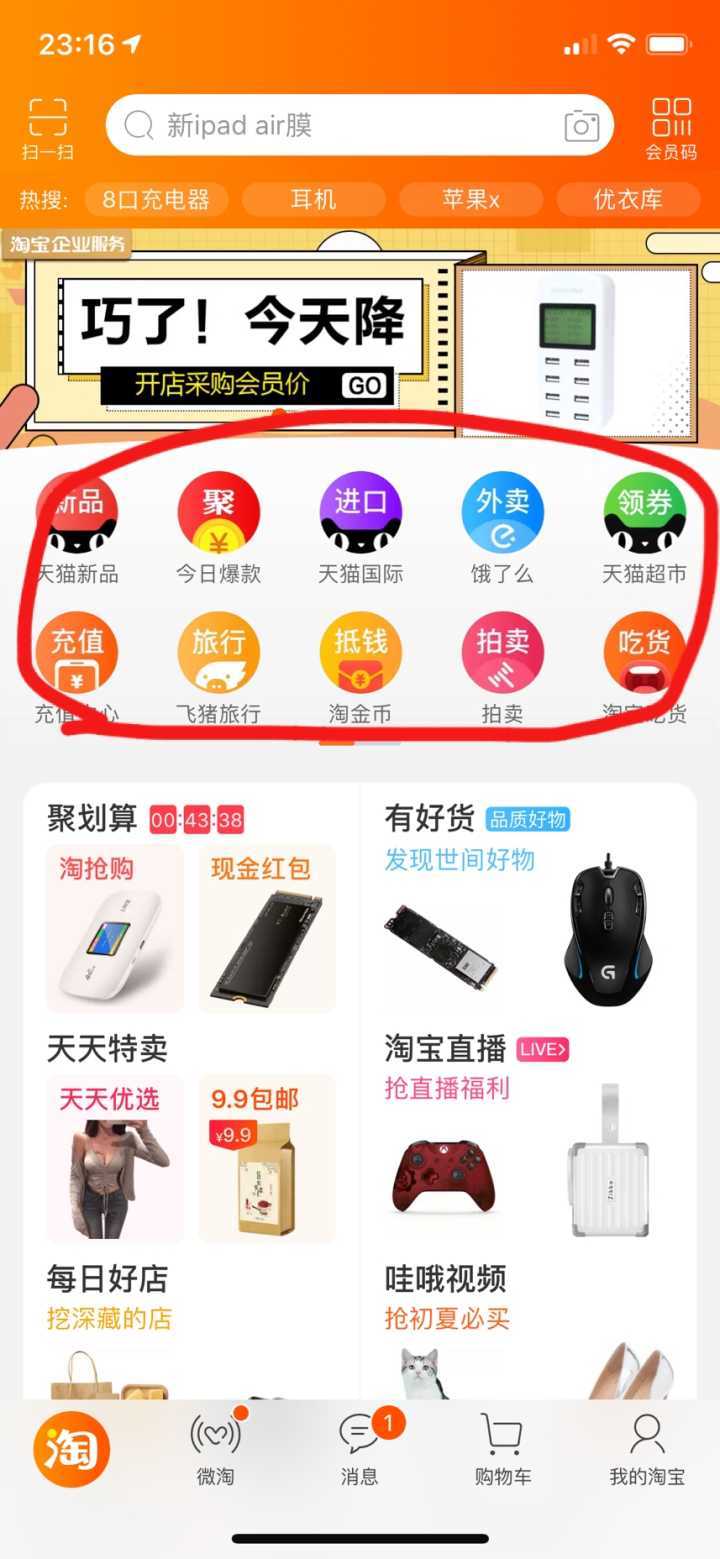 23:16
新ipad air膜
扫一扫
会员码
热搜: 8口充电器 耳机 苹果x 优衣库
淘宝企业服务
巧了！今天降
开店采购会员价 GO
新品 聚 进口 外卖 领券
¥
天猫新品 今日爆款 天猫国际 饿了么 天猫超市
充值 旅行 抵钱 拍卖 吃货
¥ ¥
充值中心 飞猪旅行 淘金币 拍卖 淘宝吃货
聚划算 00:43:38
有好货 品质好物
发现世间好物
淘抢购 现金红包
G
天天特卖
淘宝直播 LIVE>
抢直播福利
天天优选 9.9包邮
¥9.9
每日好店
哇哦视频
挖深藏的店
抢初夏必买
淘
1
微淘 消息 购物车 我的淘宝